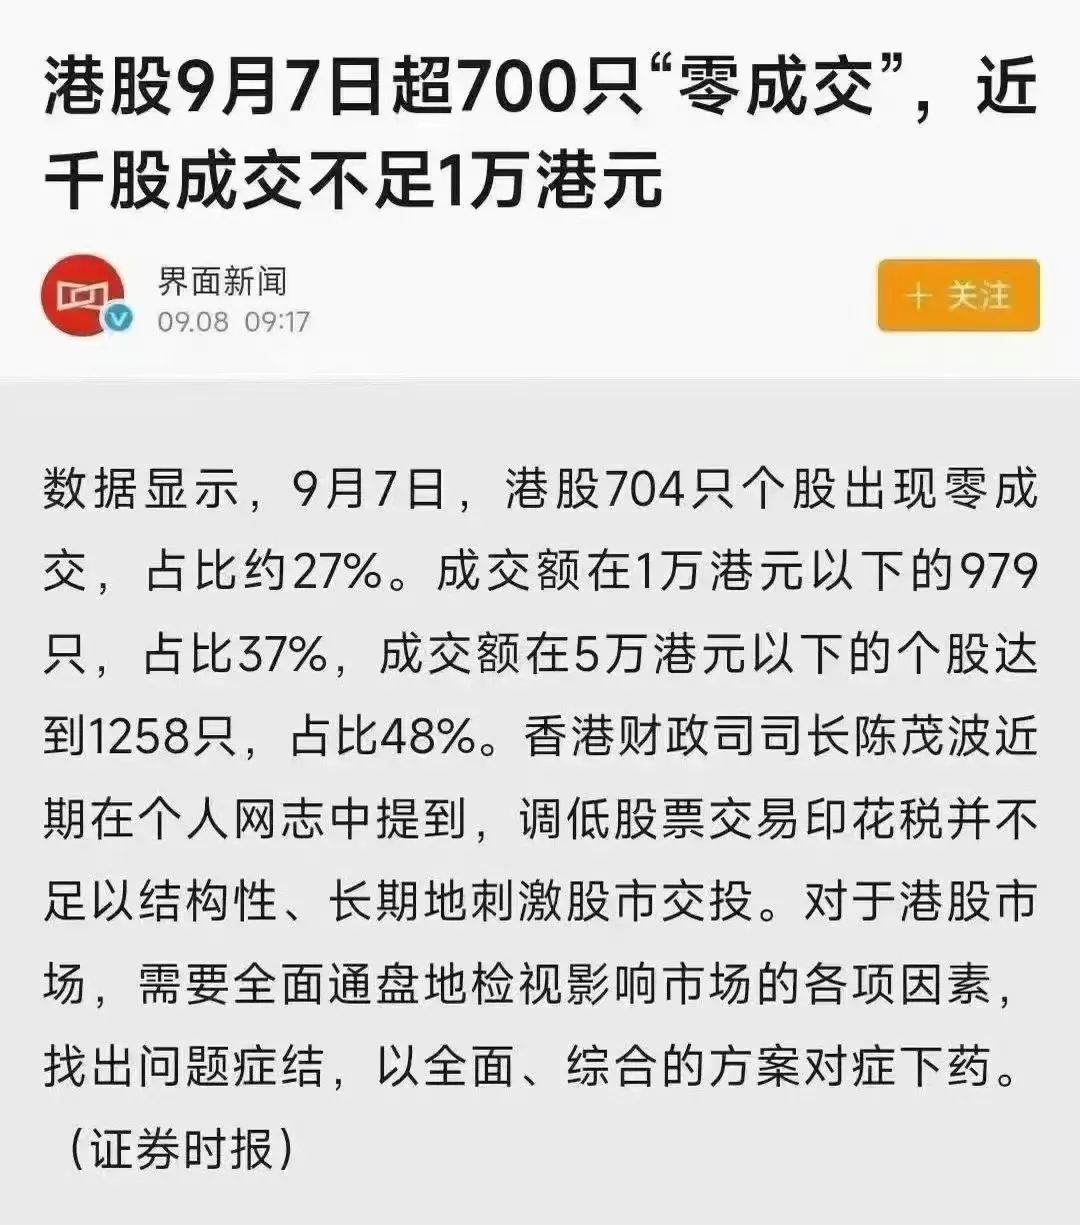 港股9月7日超700只“零成交”，近
千股成交不足1万港元
界面新闻
09.08 09:17
+ 关注
数据显示，9月7日，港股704只个股出现零成
交，占比约27%。成交额在1万港元以下的979
只，占比37%，成交额在5万港元以下的个股达
到1258只，占比48%。香港财政司司长陈茂波近
期在个人网志中提到，调低股票交易印花税并不
足以结构性、长期地刺激股市交投。对于港股市
场，需要全面通盘地检视影响市场的各项因素，
找出问题症结，以全面、综合的方案对症下药。
（证券时报）